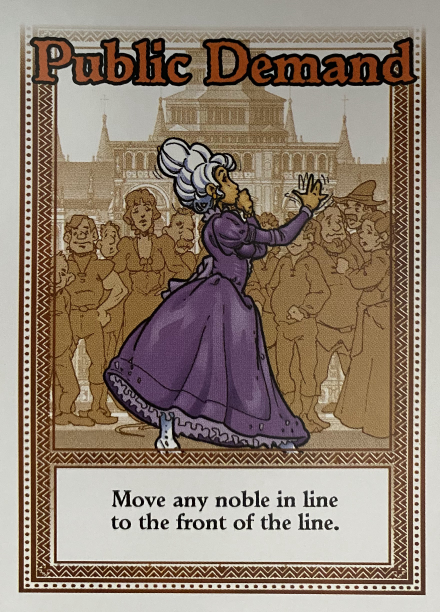 Public Demand
Move any noble in line
to the front of the line.